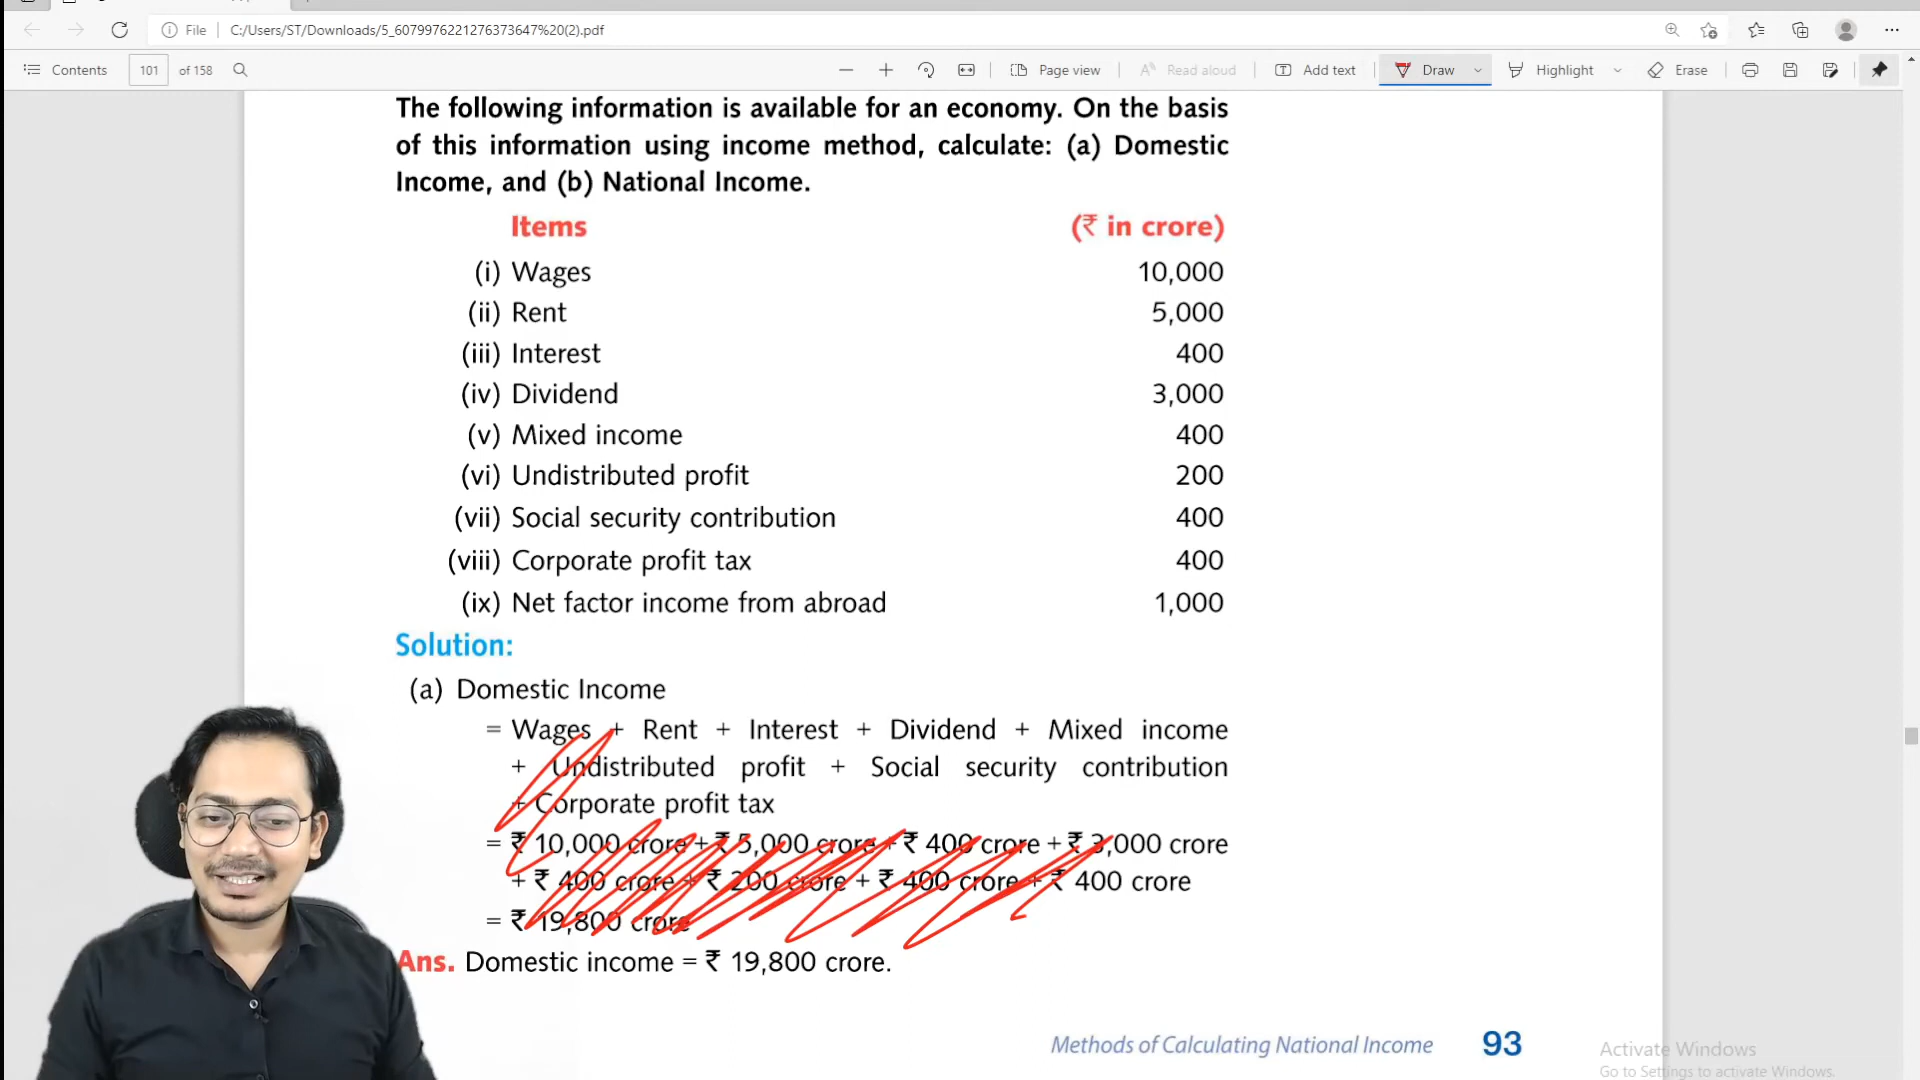 File
C:/Users/ST/Downloads/5_6079976221276373647%20(2).pdf
Contents
101
of 158
Page view
Read aloud
Add text
Draw
Highlight
Erase
The following information is available for an economy. On the basis
of this information using income method, calculate: (a) Domestic
Income, and (b) National Income.
Items (₹ in crore)
(i) Wages 10,000
(ii) Rent 5,000
(iii) Interest 400
(iv) Dividend 3,000
(v) Mixed income 400
(vi) Undistributed profit 200
(vii) Social security contribution 400
(viii) Corporate profit tax 400
(ix) Net factor income from abroad 1,000
Solution:
(a) Domestic Income
= Wages + Rent + Interest + Dividend + Mixed income
+ Undistributed profit + Social security contribution
+ Corporate profit tax
= ₹ 10,000 crore + ₹ 5,000 crore + ₹ 400 crore + ₹ 3,000 crore
+ ₹ 400 crore + ₹ 200 crore + ₹ 400 crore + ₹ 400 crore
= ₹ 19,800 crore
Ans. Domestic income = ₹ 19,800 crore.
Methods of Calculating National Income 93
Activate Windows
Go to Settings to activate Windows.